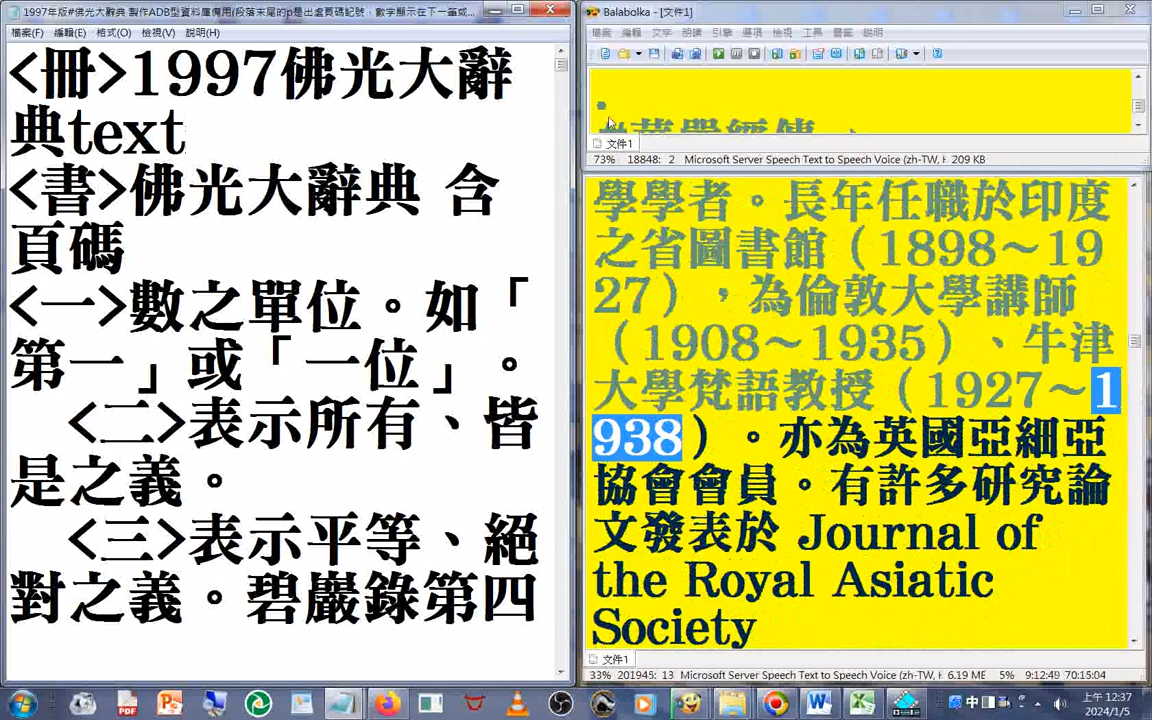 1997年版#佛光大辭典 製作ADB型資料庫備用(段落末尾的p是出處頁碼記號，數字顯示在下一筆或...
檔案(F) 編輯(E) 格式(O) 檢視(V) 說明(H)
<冊>1997佛光大辭
典text
<書>佛光大辭典 含
頁碼
<一>數之單位。如「
第一」或「一位」。
<二>表示所有、皆
是之義。
<三>表示平等、絕
對之義。碧巖錄第四
Balabolka - [文件1]
檔案 編輯 文字 朗讀 引擎 選項 檢視 工具 書籤 說明
文件1
73% 18848: 2 Microsoft Server Speech Text to Speech Voice (zh-TW, H 209 KB
學學者。長年任職於印度
之省圖書館（1898～19
27），為倫敦大學講師
（1908～1935）、牛津
大學梵語教授（1927～1
938）。亦為英國亞細亞
協會會員。有許多研究論
文發表於 Journal of
the Royal Asiatic
Society
文件1
33% 201945: 13 Microsoft Server Speech Text to Speech Voice (zh-TW, H 6.19 ME 5% 9:12:49 70:15:04
PDF
上午 12:37
2024/1/5